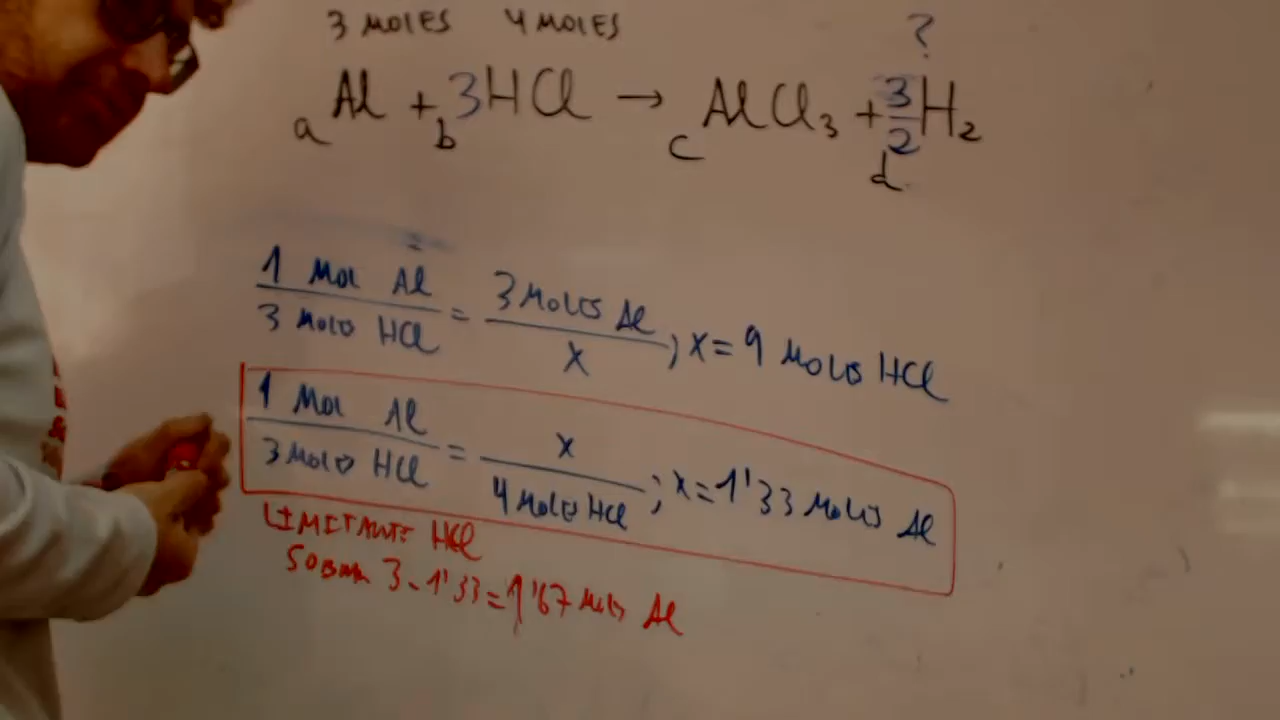 3 MOLES 4 MOLES ?
Al + 3HCl → AlCl₃ + 3/2 H₂
a b c d
1 Mol Al / 3 Moles HCl = 3 Moles Al / x ; x = 9 Moles HCl
1 Mol Al / 3 Moles HCl = x / 4 Moles HCl ; x = 1'33 Moles Al
LIMITANTE HCl
SOBRAN 3 - 1'33 = 1'67 Moles Al